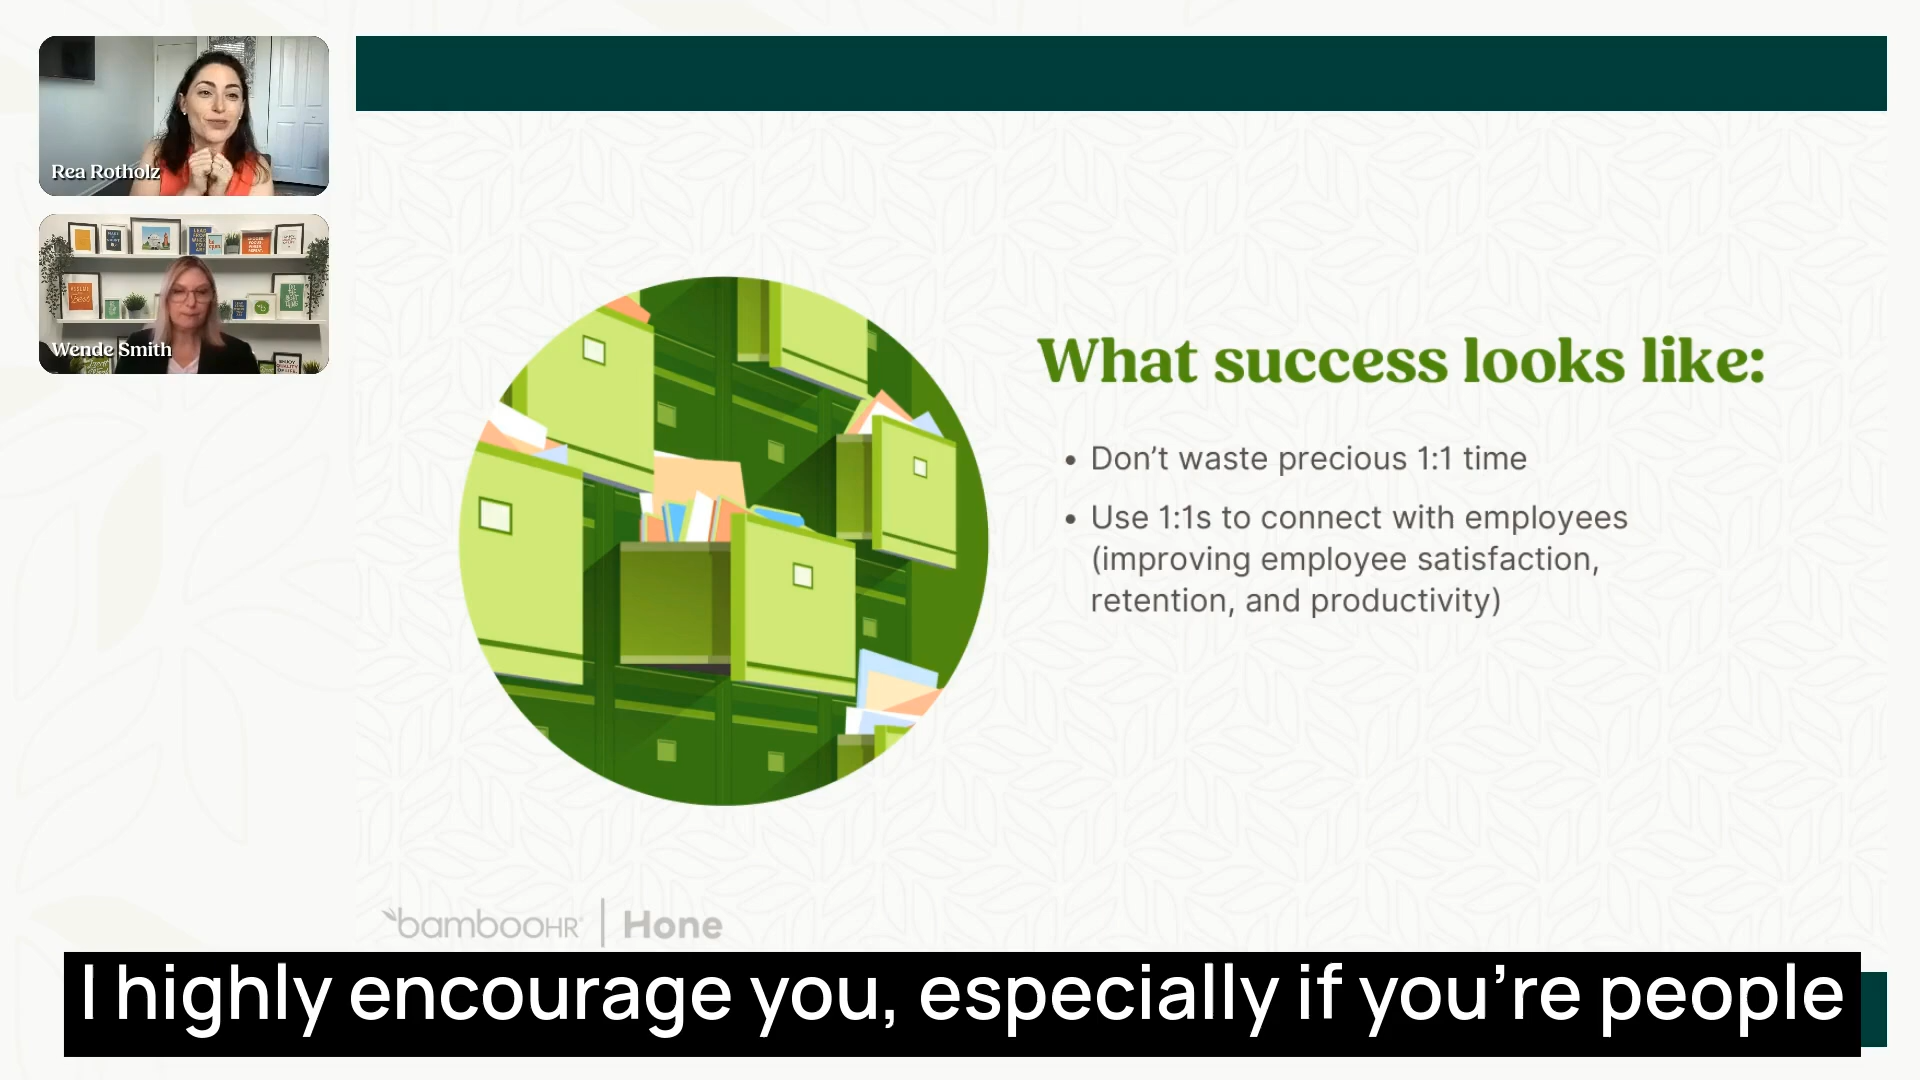 Rea Rotholz
Wende Smith
What success looks like:
• Don’t waste precious 1:1 time
• Use 1:1s to connect with employees
(improving employee satisfaction,
retention, and productivity)
bambooHR | Hone
I highly encourage you, especially if you’re people